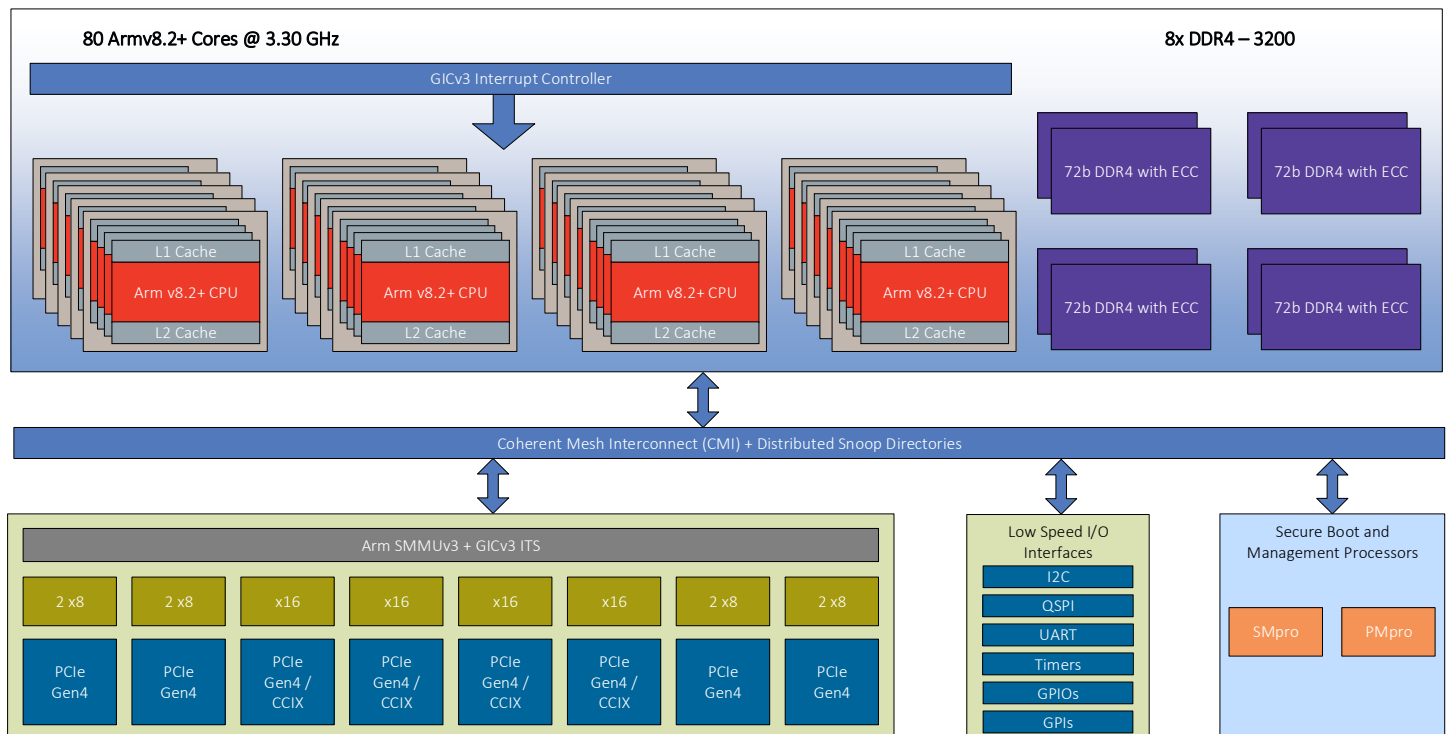 80 Armv8.2+ Cores @ 3.30 GHz
8x DDR4 – 3200
GICv3 Interrupt Controller
72b DDR4 with ECC
72b DDR4 with ECC
L1 Cache
Arm v8.2+ CPU
L2 Cache
L1 Cache
Arm v8.2+ CPU
L2 Cache
L1 Cache
Arm v8.2+ CPU
L2 Cache
L1 Cache
Arm v8.2+ CPU
L2 Cache
72b DDR4 with ECC
72b DDR4 with ECC
Coherent Mesh Interconnect (CMI) + Distributed Snoop Directories
Arm SMMUv3 + GICv3 ITS
2 x8
2 x8
x16
x16
x16
x16
2 x8
2 x8
PCIe
Gen4
PCIe
Gen4
PCIe
Gen4 /
CCIX
PCIe
Gen4 /
CCIX
PCIe
Gen4 /
CCIX
PCIe
Gen4 /
CCIX
PCIe
Gen4
PCIe
Gen4
Low Speed I/O
Interfaces
I2C
QSPI
UART
Timers
GPIOs
GPIs
Secure Boot and
Management Processors
SMpro
PMpro